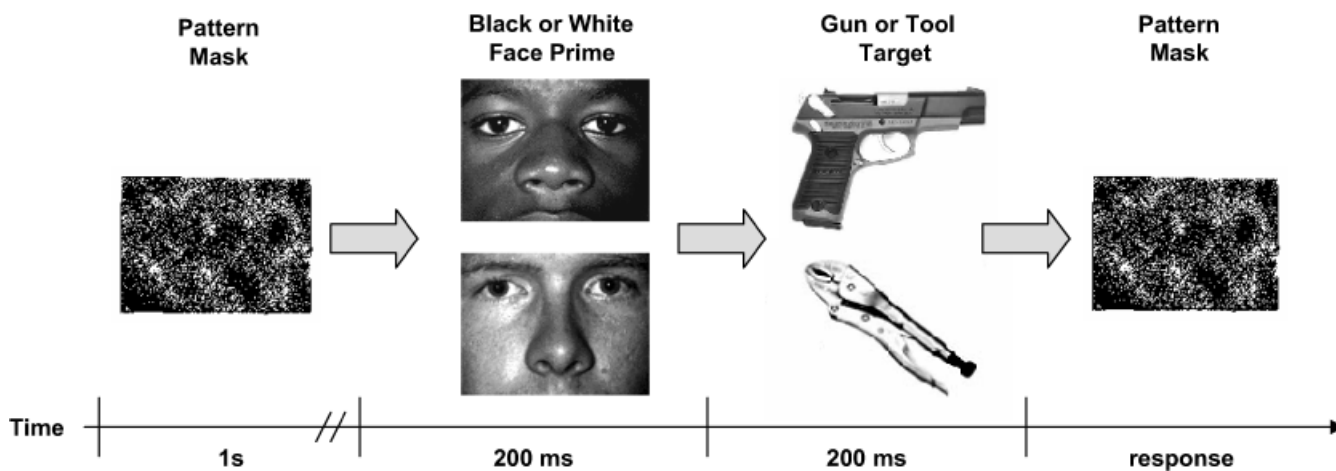 Pattern
Mask
Black or White
Face Prime
Gun or Tool
Target
Pattern
Mask
Time
1s
200 ms
200 ms
response